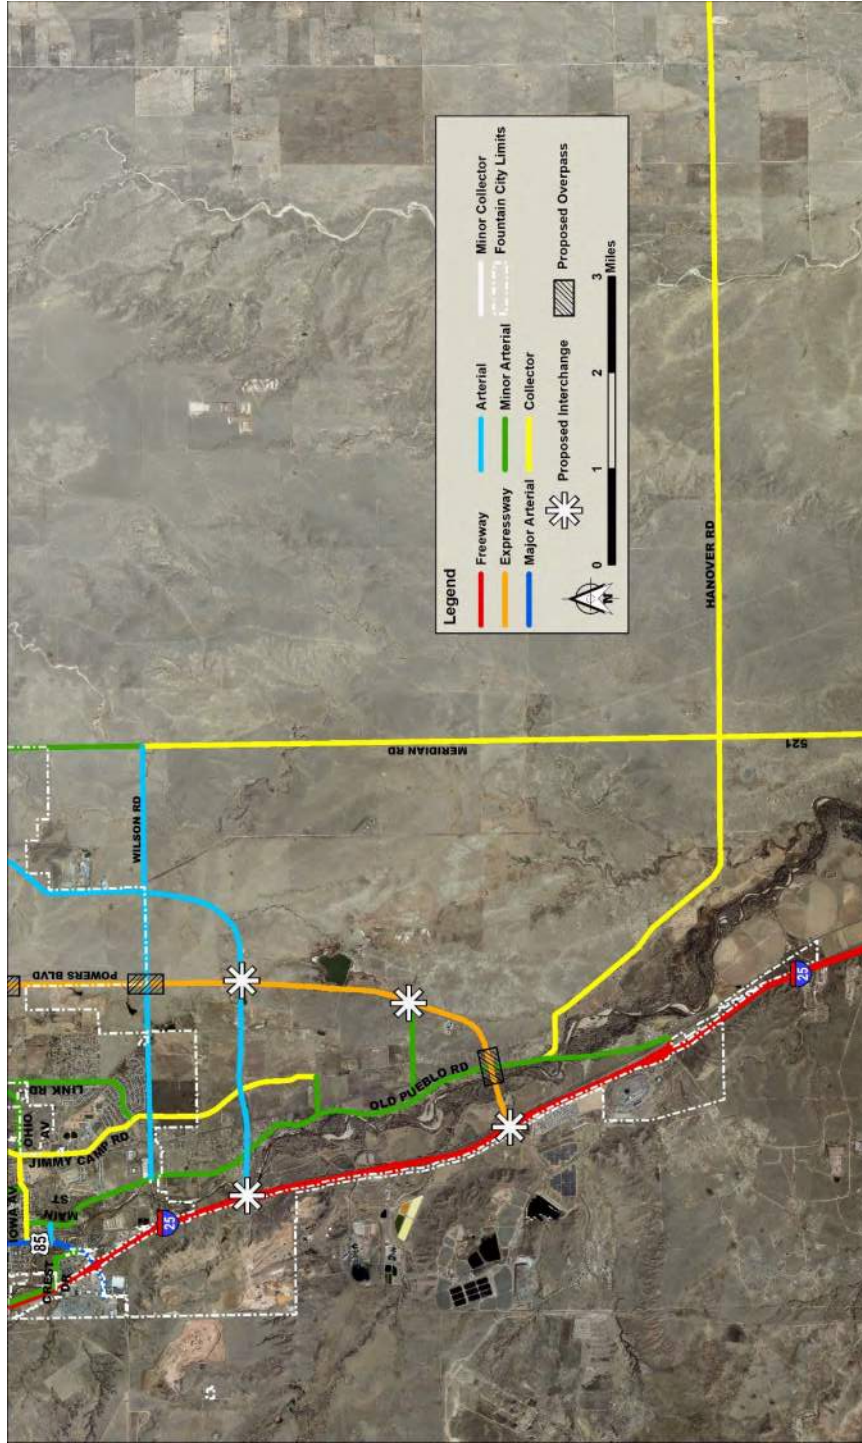 IOWA AV
OHIO
AV
LINK RD
POWERS BLVD
WILSON RD
MAIN
ST
JIMMY CAMP RD
85
CREST
DR
25
OLD PUEBLO RD
MERIDIAN RD
521
HANOVER RD
25
Legend
Freeway
Arterial
Minor Collector
Expressway
Minor Arterial
Fountain City Limits
Major Arterial
Collector
Proposed Interchange
Proposed Overpass
N
0 1 2 3
Miles